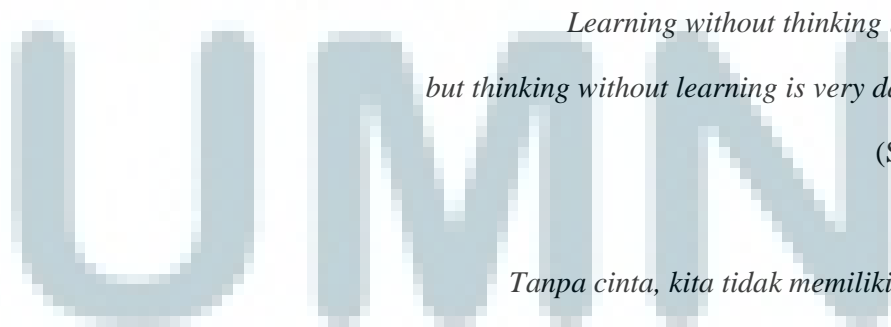 UMN
Learning without thinking
but thinking without learning is very
Tanpa cinta, kita tidak memiliki